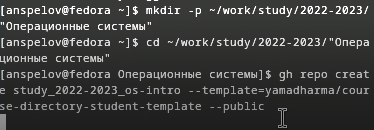 [anspelov@fedora ~]$ mkdir -p ~/work/study/2022-2023/
"Операционные системы"
[anspelov@fedora ~]$ cd ~/work/study/2022-2023/"Опера
ционные системы"
[anspelov@fedora Операционные системы]$ gh repo creat
e study_2022-2023_os-intro --template=yamadharma/cour
se-directory-student-template --public